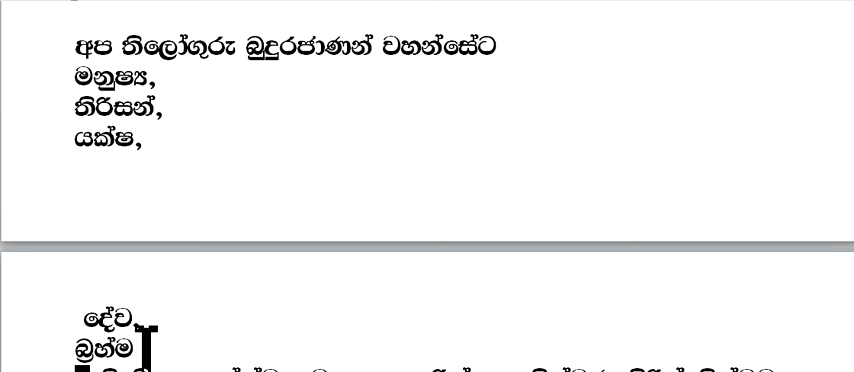 අප තිලෝගුරු බුදුරජාණන් වහන්සේට
මනුෂ්‍ය,
තිරිසන්,
යක්ෂ,
දේව,
බ්‍රහ්ම